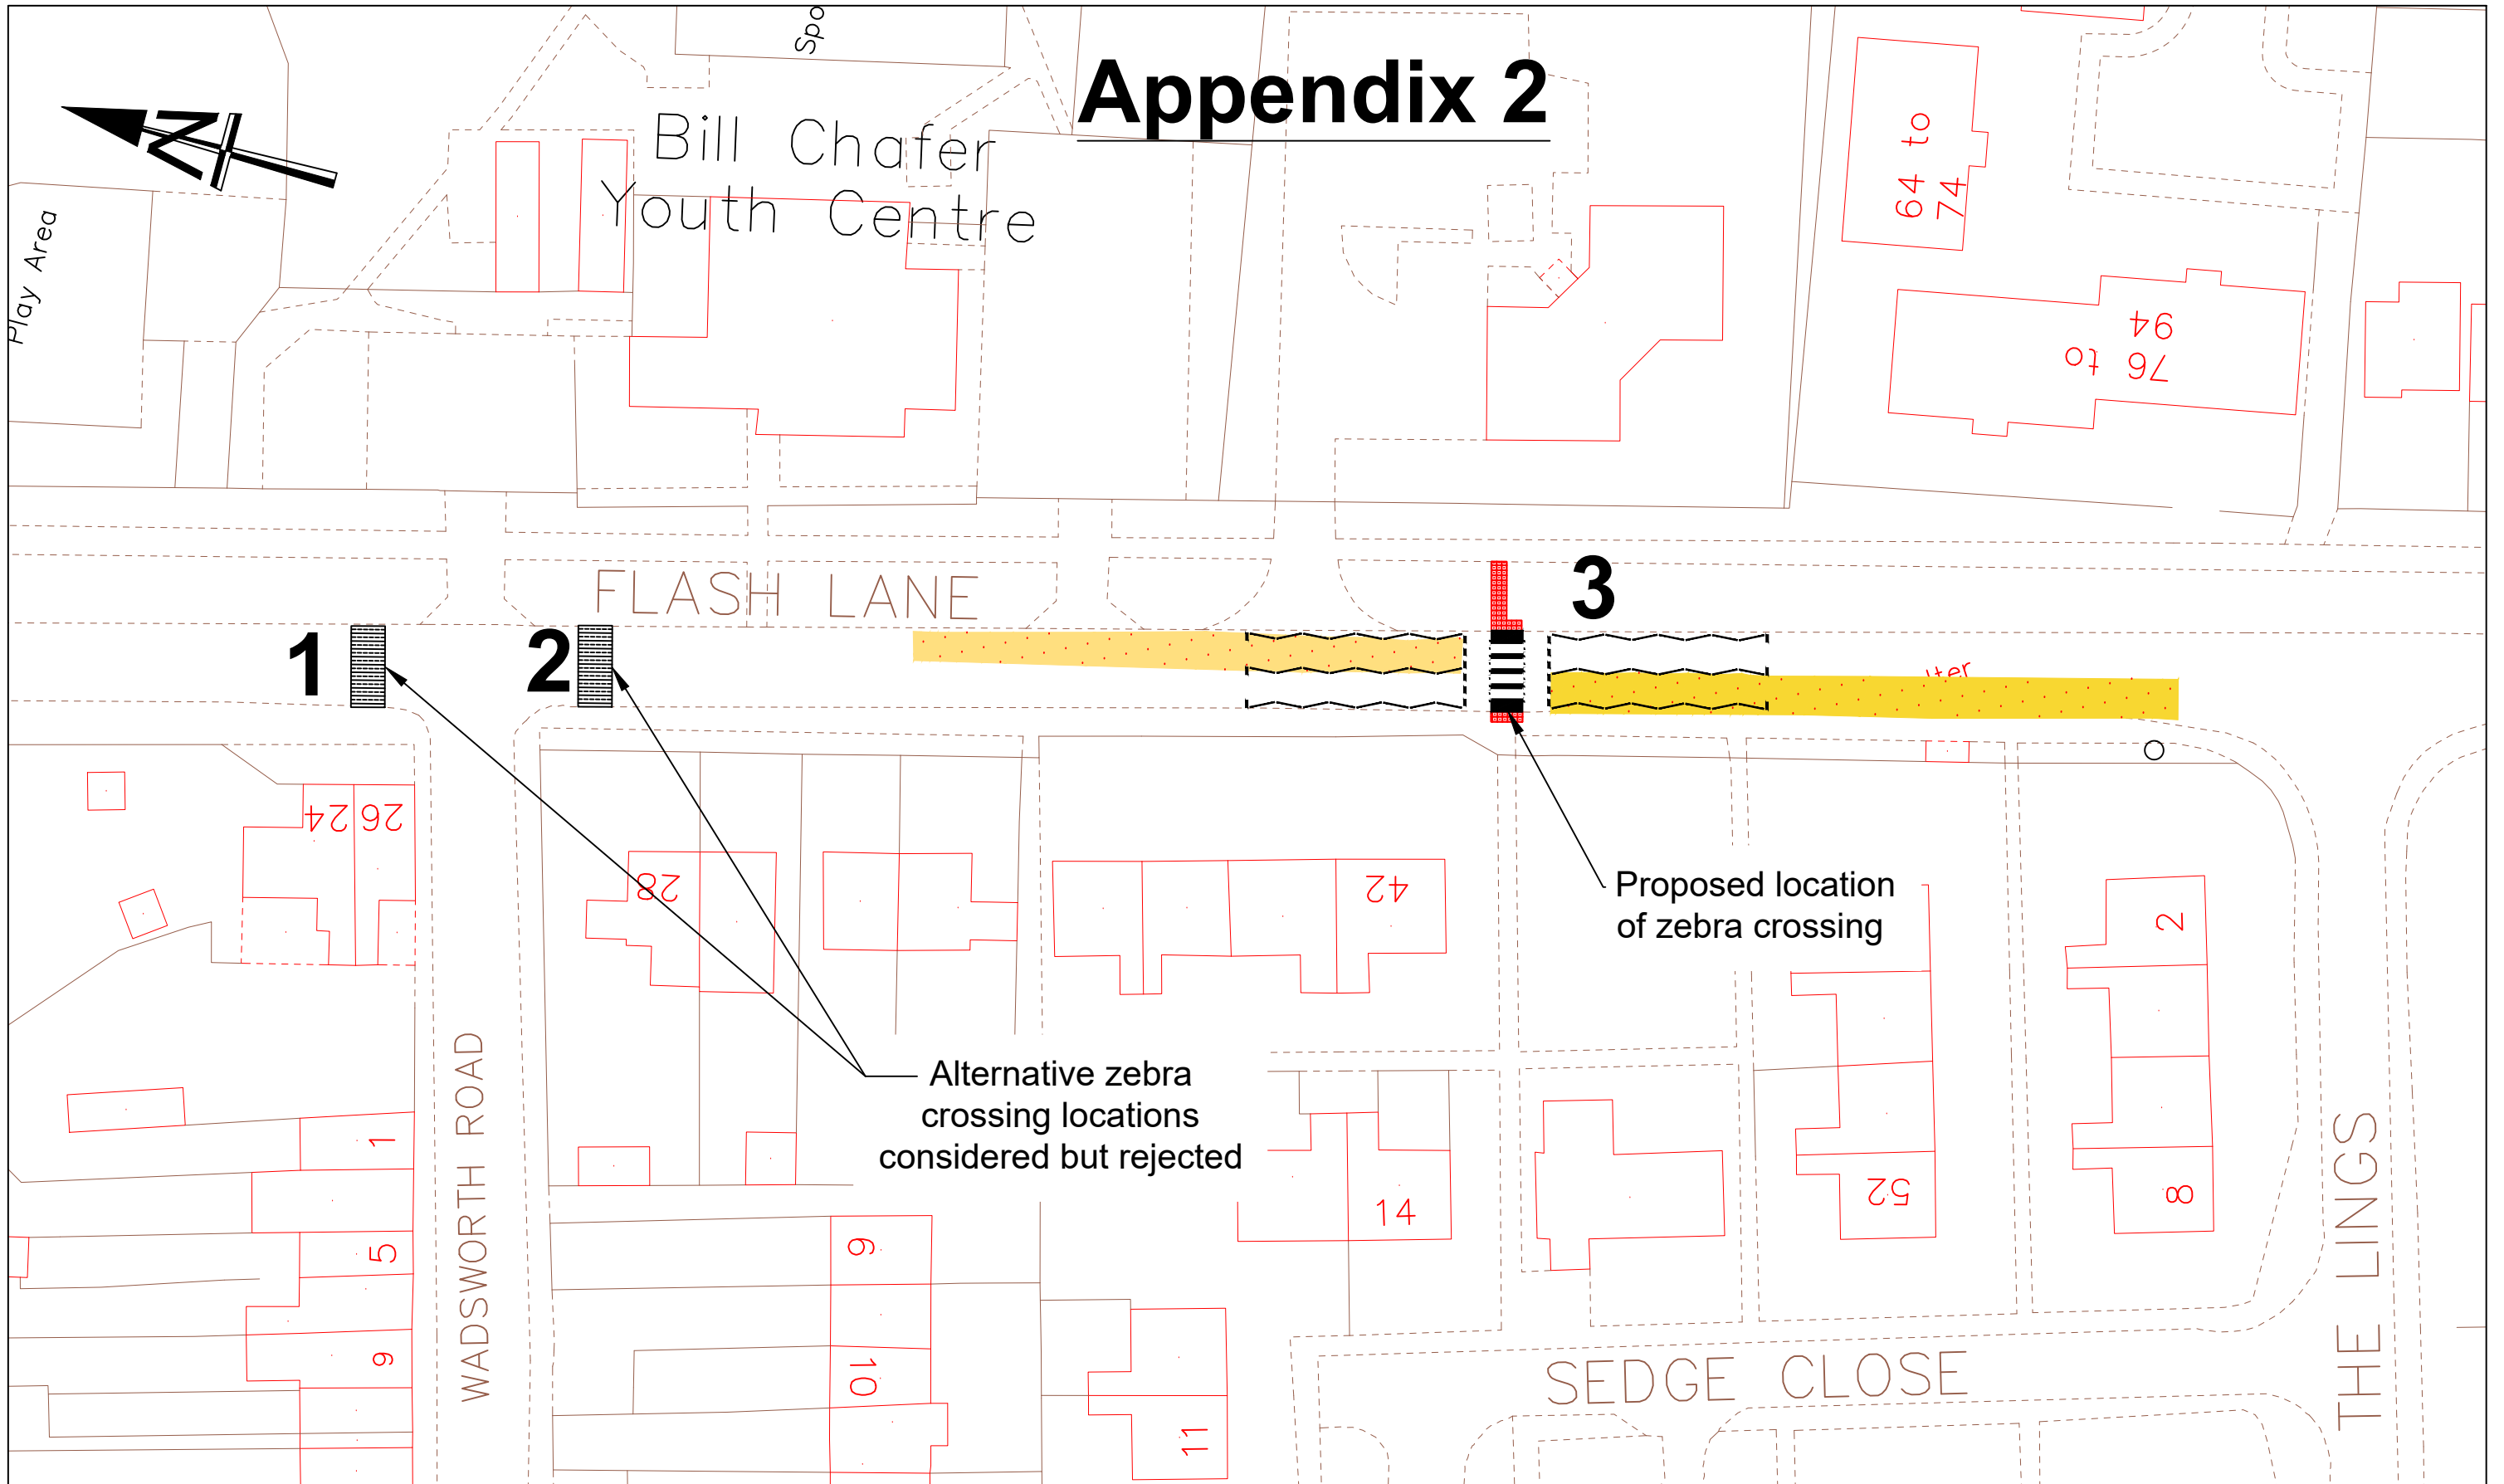 Appendix 2
Spo
N
Play Area
Bill Chafer
Youth Centre
64 to
74
76 to
94
FLASH LANE
1
2
3
lter
24
26
28
42
Proposed location
of zebra crossing
2
Alternative zebra
crossing locations
considered but rejected
WADSWORTH ROAD
1
5
9
14
52
8
10
11
SEDGE CLOSE
THE LINGS